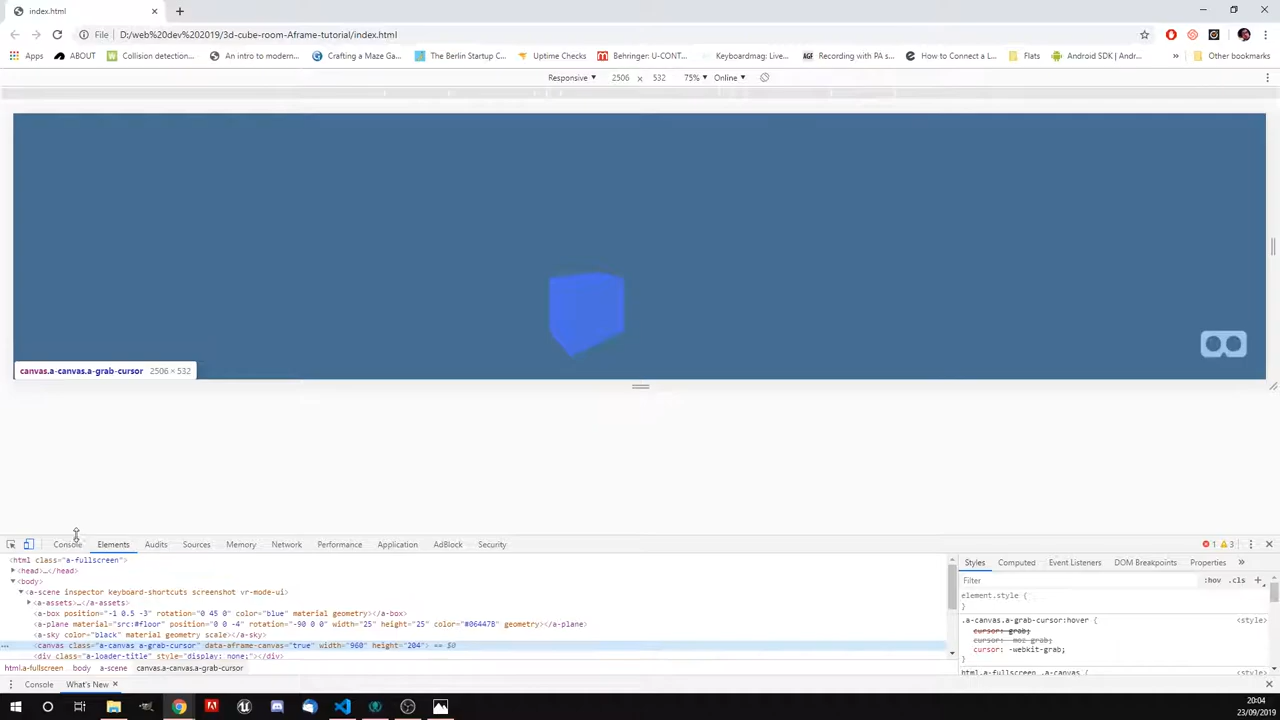 index.html
File D:/web%20dev%202019/3d-cube-room-Aframe-tutorial/index.html
Apps ABOUT Collision detection... An intro to modern... Crafting a Maze Ga... The Berlin Startup C... Uptime Checks Behringer: U-CONT... Keyboardmag: Live... Recording with PA s... How to Connect a L... Flats Android SDK | Andr... » Other bookmarks
Responsive 2506 x 532 75% Online
canvas.a-canvas.a-grab-cursor 2506 × 532
Console Elements Audits Sources Memory Network Performance Application AdBlock Security 1 3
<html class="a-fullscreen">
<head>...</head>
<body>
<a-scene inspector keyboard-shortcuts screenshot vr-mode-ui>
<a-assets>...</a-assets>
<a-box position="-1 0.5 -3" rotation="0 45 0" color="blue" material geometry></a-box>
<a-plane material="src:#floor" position="0 0 -4" rotation="-90 0 0" width="25" height="25" color="#064478" geometry></a-plane>
<a-sky color="black" material geometry scale></a-sky>
... <canvas class="a-canvas a-grab-cursor" data-aframe-canvas="true" width="960" height="204"> == $0
<div class="a-loader-title" style="display: none;"></div>
html.a-fullscreen body a-scene canvas.a-canvas.a-grab-cursor
Styles Computed Event Listeners DOM Breakpoints Properties »
Filter :hov .cls +
element.style {
}
.a-canvas.a-grab-cursor:hover { <style>
cursor: grab;
cursor: -moz-grab;
cursor: -webkit-grab;
}
html.a-fullscreen .a-canvas { <style>
Console What's New
20:04
23/09/2019